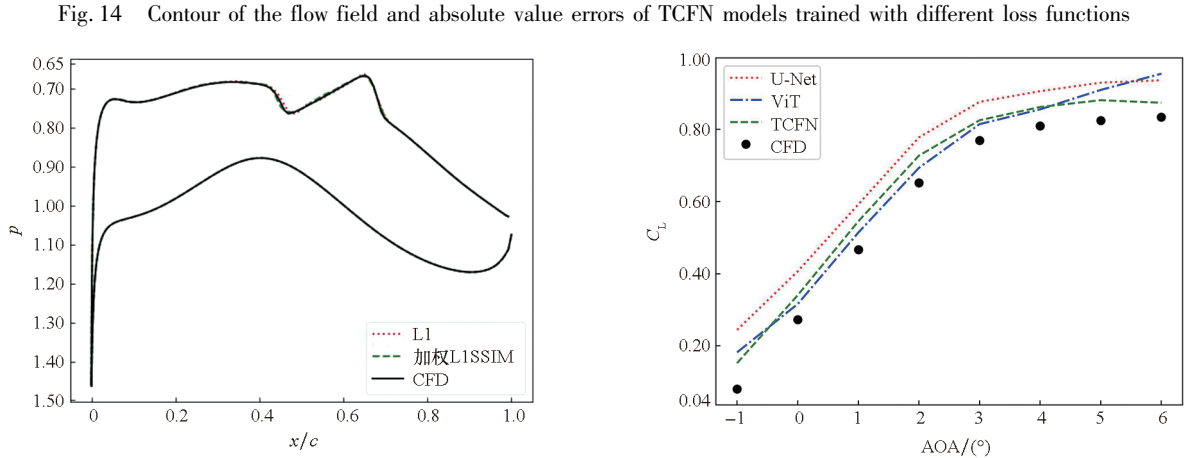 Fig. 14 Contour of the flow field and absolute value errors of TCFN models trained with different loss functions
0.65
0.70
0.80
0.90
1.00
1.10
1.20
1.30
1.40
1.50
p
L1
加权L1SSIM
CFD
0 0.2 0.4 0.6 0.8 1.0
x/c
1.00
0.80
0.60
0.40
0.20
0.04
C_L
U-Net
ViT
TCFN
CFD
−1 0 1 2 3 4 5 6
AOA/(°)